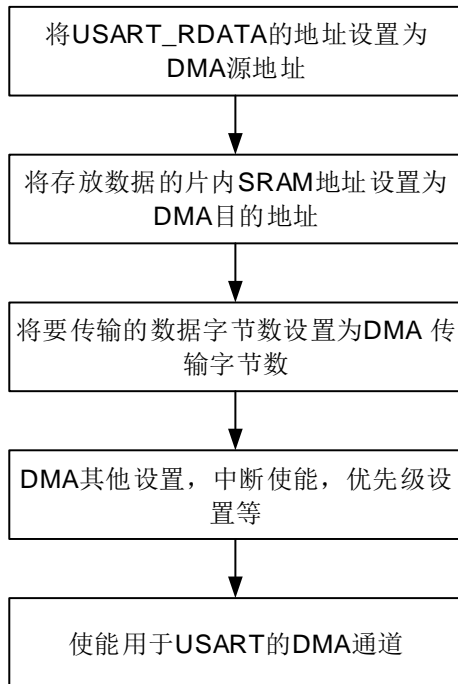 将USART_RDATA的地址设置为
DMA源地址
将存放数据的片内SRAM地址设置为
DMA目的地址
将要传输的数据字节数设置为DMA 传
输字节数
DMA其他设置，中断使能，优先级设
置等
使能用于USART的DMA通道